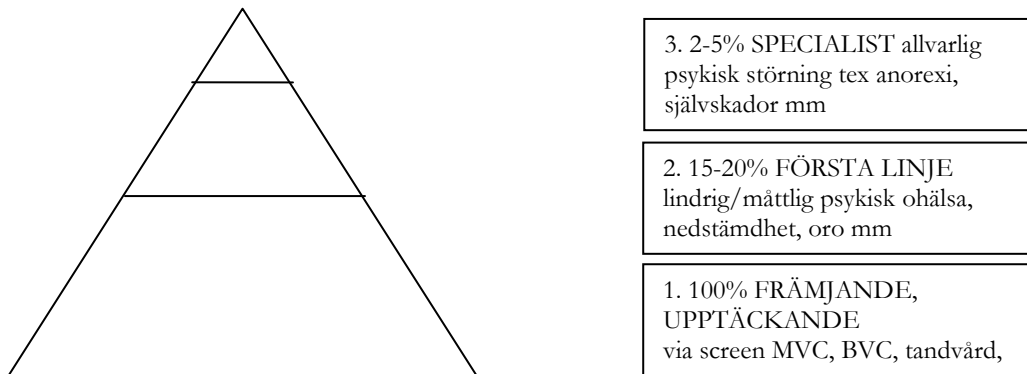 3. 2-5% SPECIALIST allvarlig
psykisk störning tex anorexi,
självskador mm
2. 15-20% FÖRSTA LINJE
lindrig/måttlig psykisk ohälsa,
nedstämdhet, oro mm
1. 100% FRÄMJANDE,
UPPTÄCKANDE
via screen MVC, BVC, tandvård,